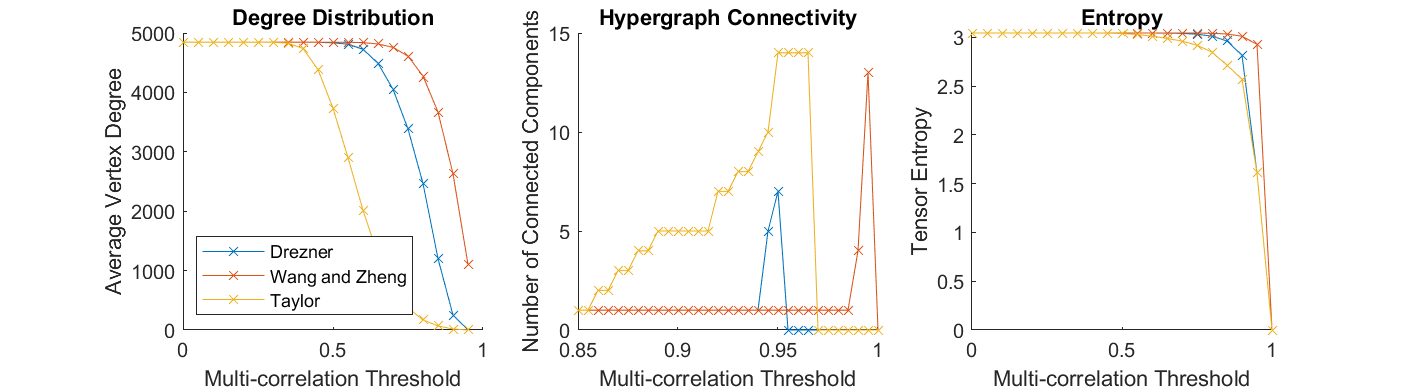 Degree Distribution
Average Vertex Degree
5000
4000
3000
2000
1000
0
0
0.5
1
Multi-correlation Threshold
Drezner
Wang and Zheng
Taylor
Hypergraph Connectivity
Number of Connected Components
15
10
5
0
0.85
0.9
0.95
1
Multi-correlation Threshold
Entropy
Tensor Entropy
3
2.5
2
1.5
1
0.5
0
0
0.5
1
Multi-correlation Threshold